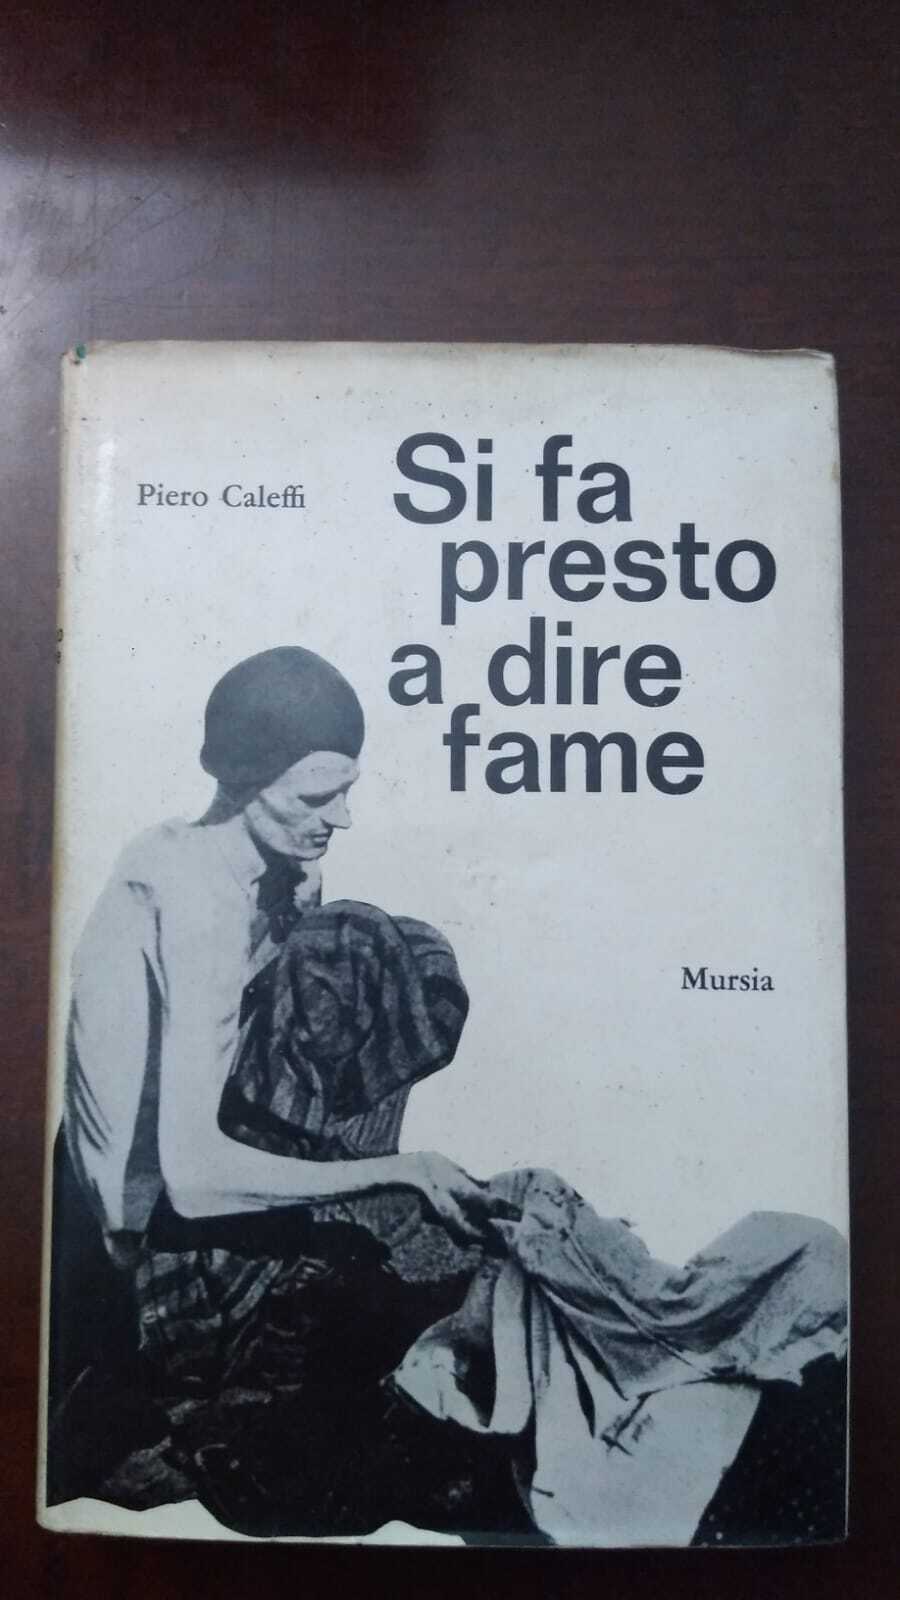 Piero Caleffi
Si fa
presto
a dire
fame
Mursia